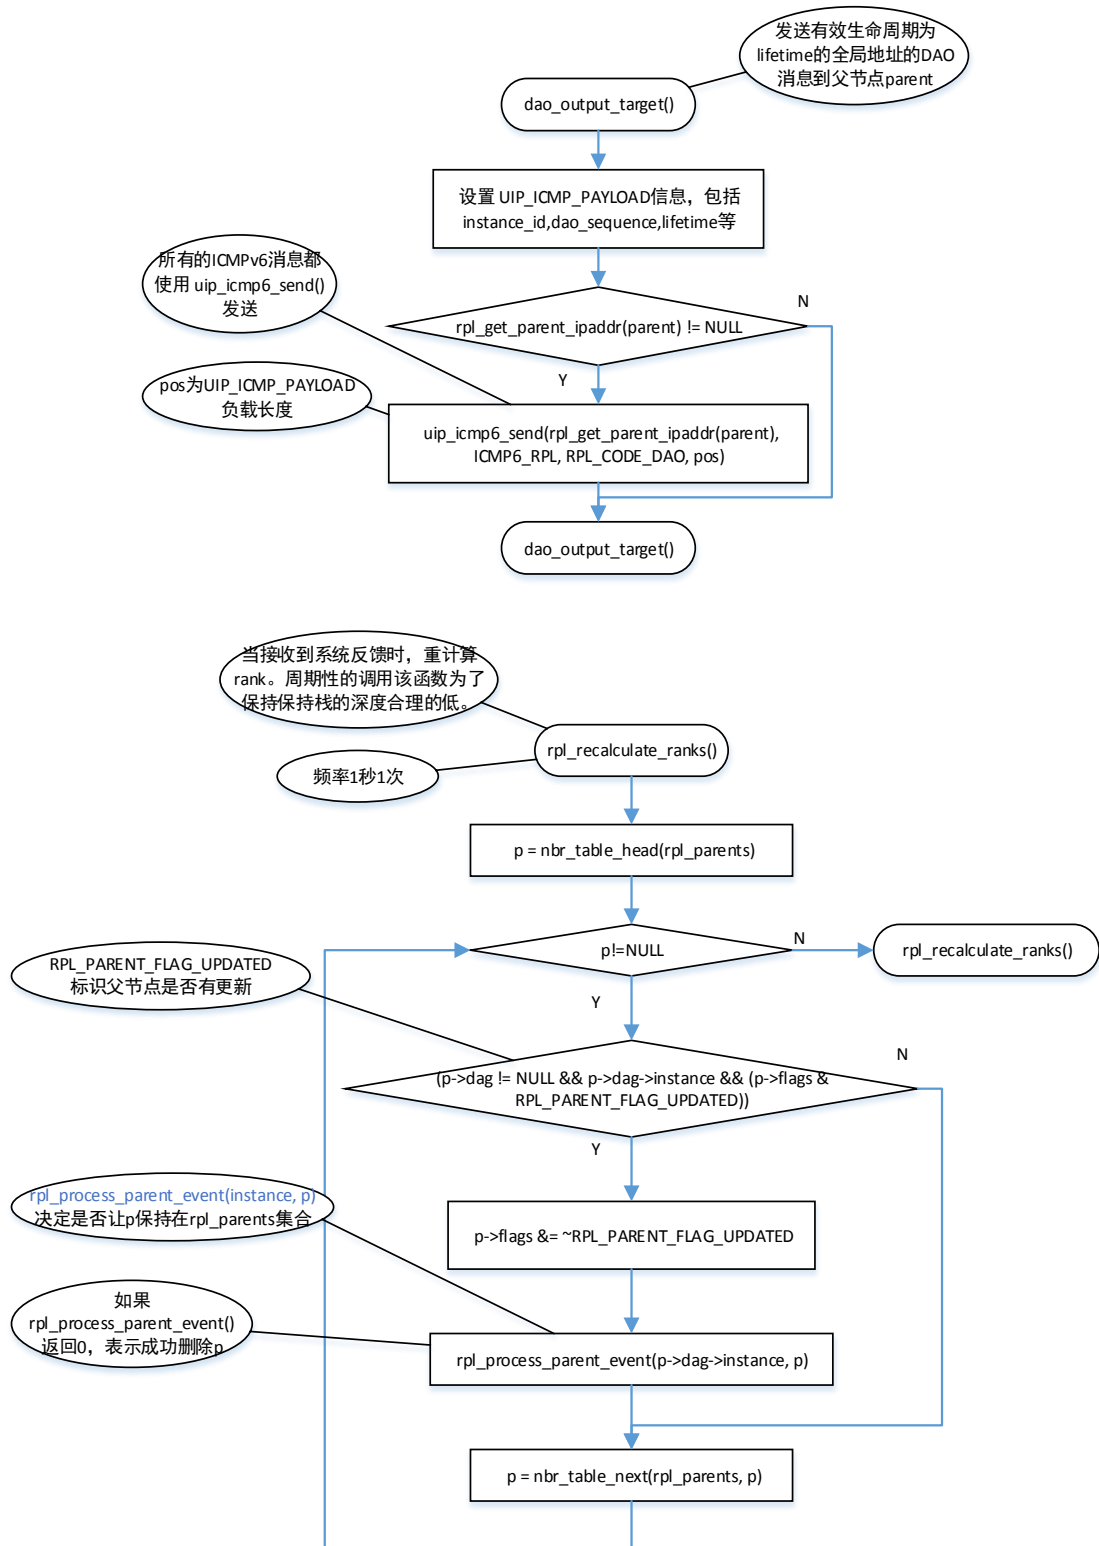 发送有效生命周期为
lifetime的全局地址的DAO
消息到父节点parent
dao_output_target()
设置 UIP_ICMP_PAYLOAD信息，包括
instance_id,dao_sequence,lifetime等
所有的ICMPv6消息都
使用 uip_icmp6_send()
发送
N
rpl_get_parent_ipaddr(parent) != NULL
Y
pos为UIP_ICMP_PAYLOAD
负载长度
uip_icmp6_send(rpl_get_parent_ipaddr(parent),
ICMP6_RPL, RPL_CODE_DAO, pos)
dao_output_target()
当接收到系统反馈时，重计算
rank。周期性的调用该函数为了
保持保持栈的深度合理的低。
rpl_recalculate_ranks()
频率1秒1次
p = nbr_table_head(rpl_parents)
p!=NULL
N
rpl_recalculate_ranks()
RPL_PARENT_FLAG_UPDATED
标识父节点是否有更新
Y
N
(p->dag != NULL && p->dag->instance && (p->flags &
RPL_PARENT_FLAG_UPDATED))
Y
rpl_process_parent_event(instance, p)
决定是否让p保持在rpl_parents集合
p->flags &= ~RPL_PARENT_FLAG_UPDATED
如果
rpl_process_parent_event()
返回0，表示成功删除p
rpl_process_parent_event(p->dag->instance, p)
p = nbr_table_next(rpl_parents, p)